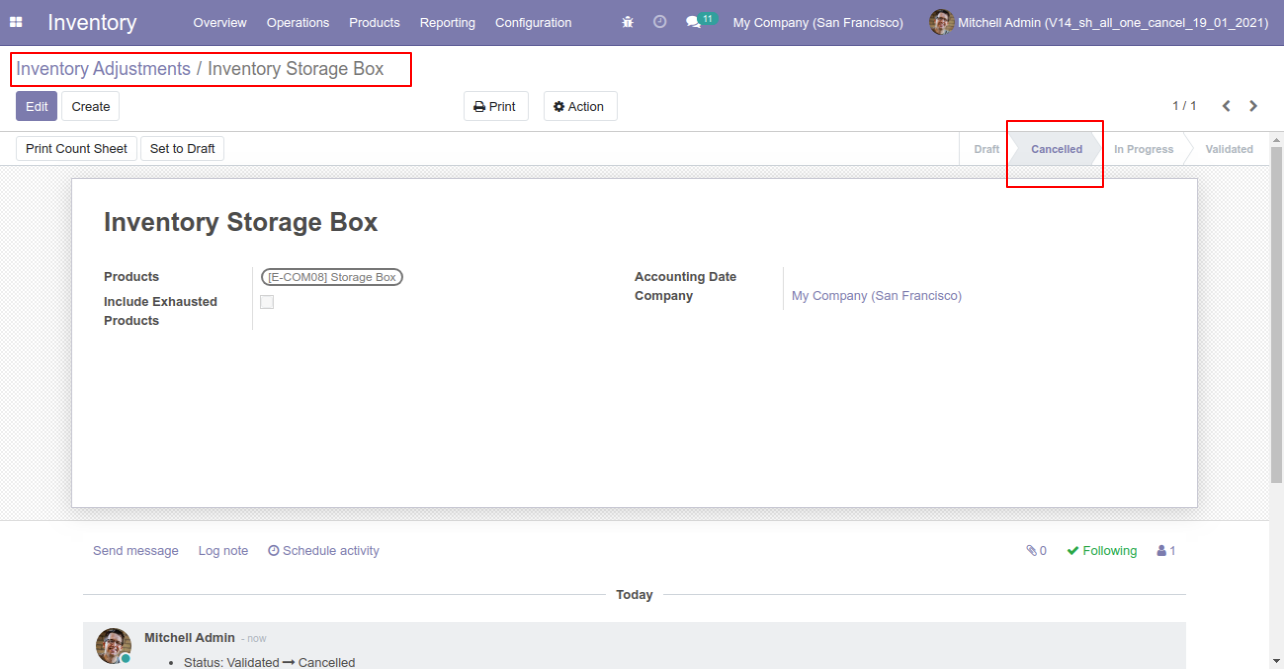 Inventory Overview Operations Products Reporting Configuration 11 My Company (San Francisco) Mitchell Admin (V14_sh_all_one_cancel_19_01_2021)
Inventory Adjustments / Inventory Storage Box
Edit Create Print Action 1 / 1
Print Count Sheet Set to Draft Draft Cancelled In Progress Validated
Inventory Storage Box
Products [E-COM08] Storage Box Accounting Date
Include Exhausted Products Company My Company (San Francisco)
Send message Log note Schedule activity 0 Following 1
Today
Mitchell Admin - now
• Status: Validated → Cancelled